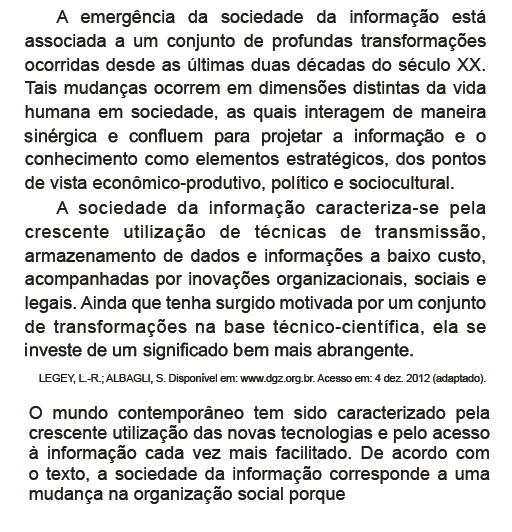 A emergência da sociedade da informação está
associada a um conjunto de profundas transformações
ocorridas desde as últimas duas décadas do século XX.
Tais mudanças ocorrem em dimensões distintas da vida
humana em sociedade, as quais interagem de maneira
sinérgica e confluem para projetar a informação e o
conhecimento como elementos estratégicos, dos pontos
de vista econômico-produtivo, político e sociocultural.
A sociedade da informação caracteriza-se pela
crescente utilização de técnicas de transmissão,
armazenamento de dados e informações a baixo custo,
acompanhadas por inovações organizacionais, sociais e
legais. Ainda que tenha surgido motivada por um conjunto
de transformações na base técnico-científica, ela se
investe de um significado bem mais abrangente.
LEGEY, L.-R.; ALBAGLI, S. Disponível em: www.dgz.org.br. Acesso em: 4 dez. 2012 (adaptado).
O mundo contemporâneo tem sido caracterizado pela
crescente utilização das novas tecnologias e pelo acesso
à informação cada vez mais facilitado. De acordo com
o texto, a sociedade da informação corresponde a uma
mudança na organização social porque